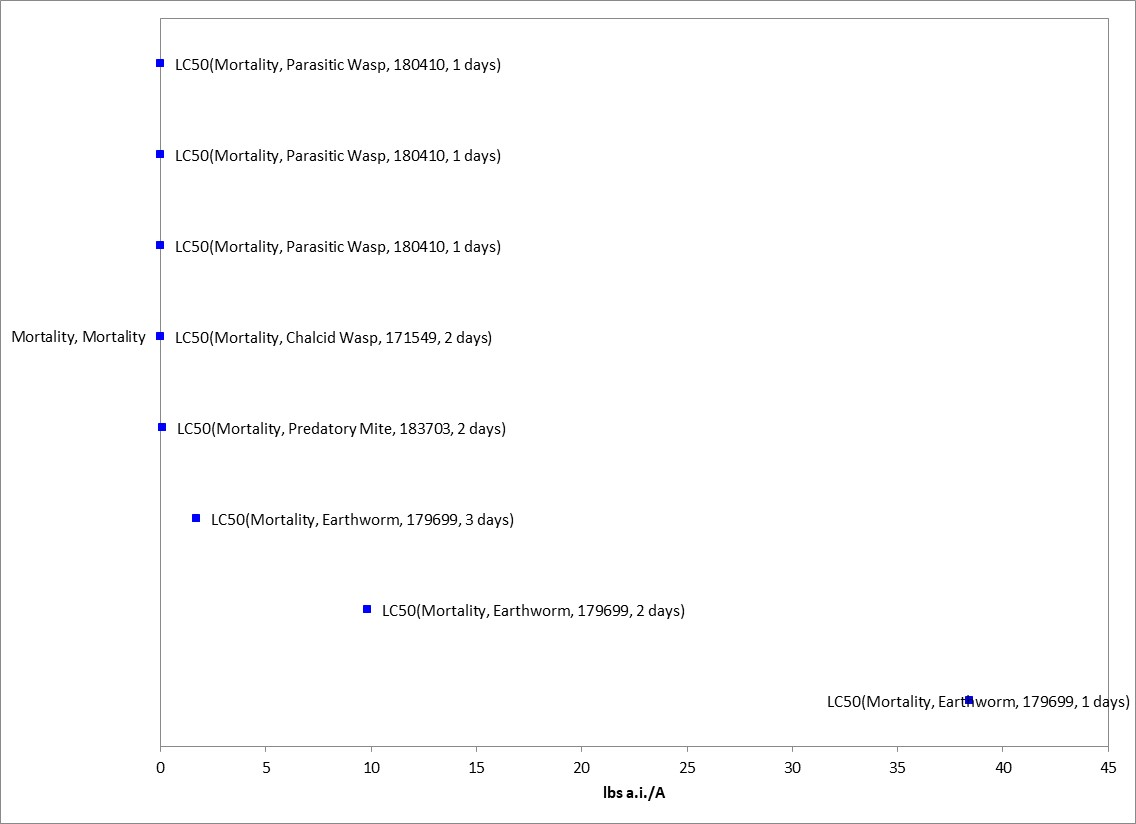 LC50(Mortality, Parasitic Wasp, 180410, 1 days)
LC50(Mortality, Parasitic Wasp, 180410, 1 days)
LC50(Mortality, Parasitic Wasp, 180410, 1 days)
Mortality, Mortality
LC50(Mortality, Chalcid Wasp, 171549, 2 days)
LC50(Mortality, Predatory Mite, 183703, 2 days)
LC50(Mortality, Earthworm, 179699, 3 days)
LC50(Mortality, Earthworm, 179699, 2 days)
LC50(Mortality, Earthworm, 179699, 1 days)
0 5 10 15 20 25 30 35 40 45
lbs a.i./A